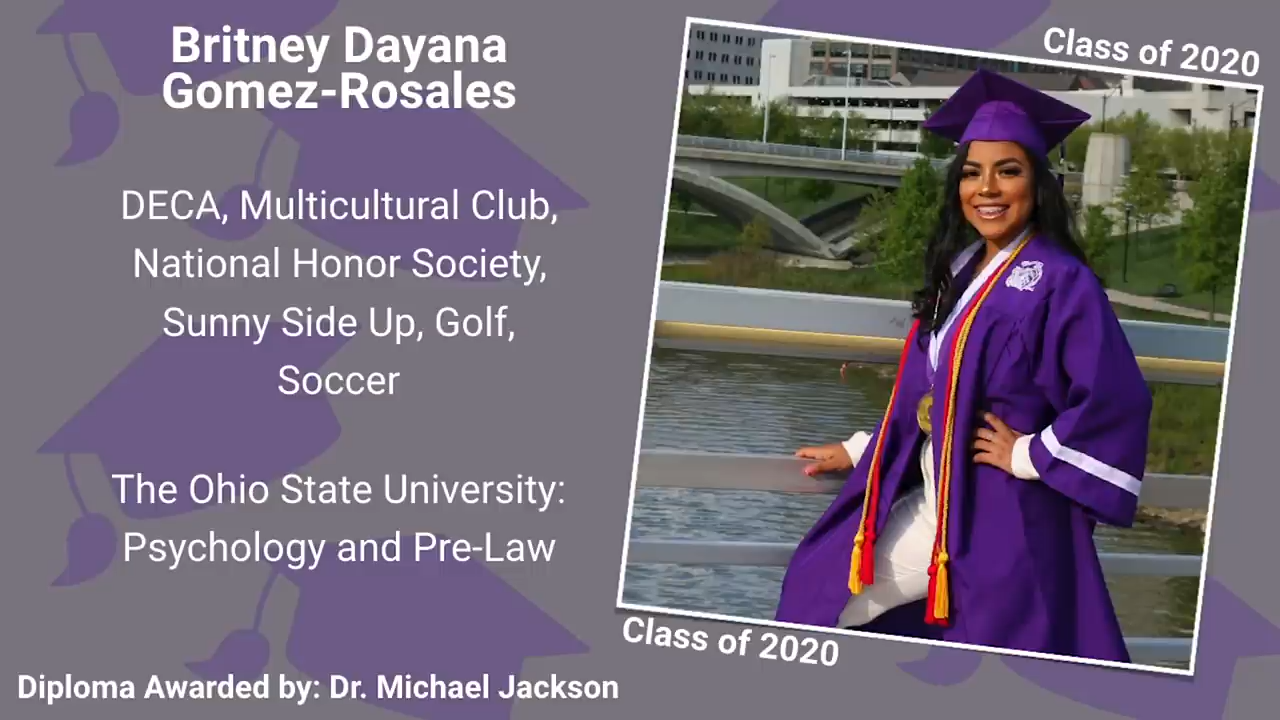 Britney Dayana
Gomez-Rosales
DECA, Multicultural Club,
National Honor Society,
Sunny Side Up, Golf,
Soccer
The Ohio State University:
Psychology and Pre-Law
Diploma Awarded by: Dr. Michael Jackson
Class of 2020
Class of 2020